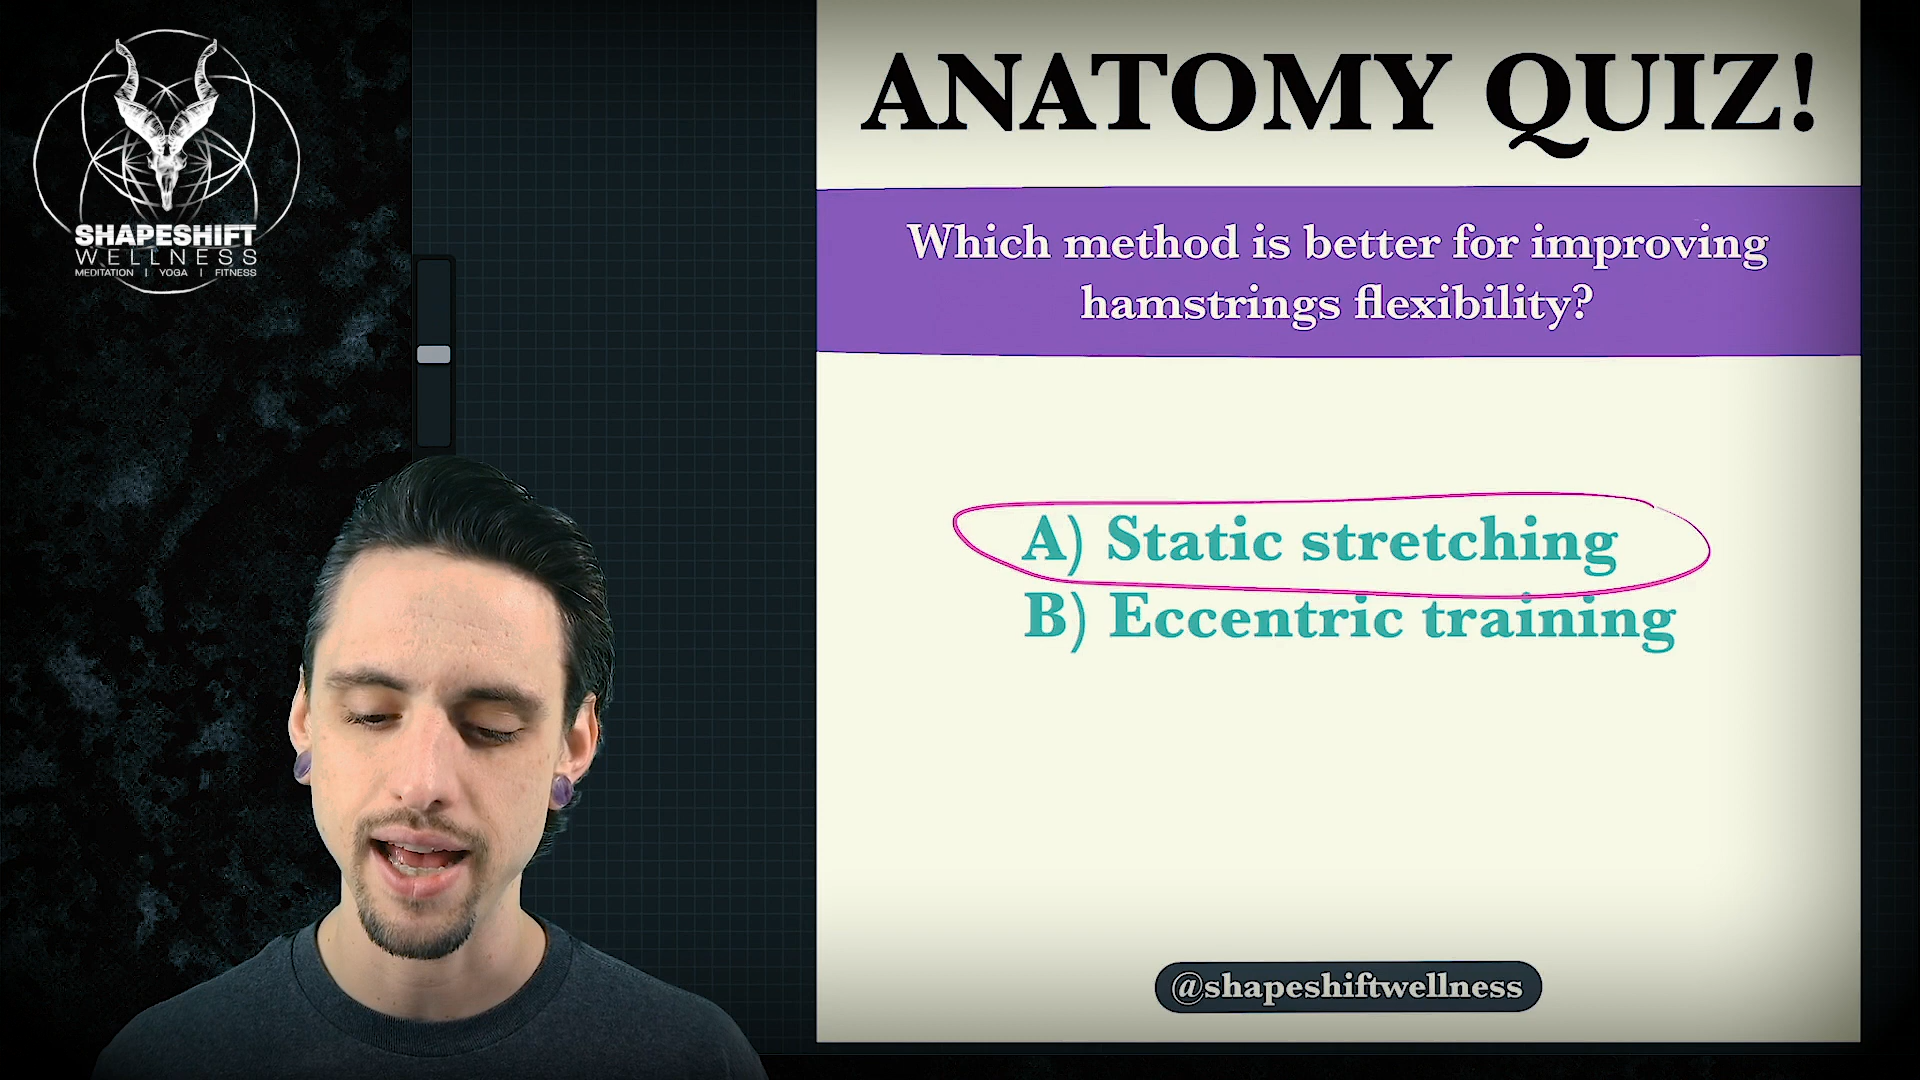 SHAPESHIFT
WELLNESS
MEDITATION | YOGA | FITNESS
ANATOMY QUIZ!
Which method is better for improving
hamstrings flexibility?
A) Static stretching
B) Eccentric training
@shapeshiftwellness